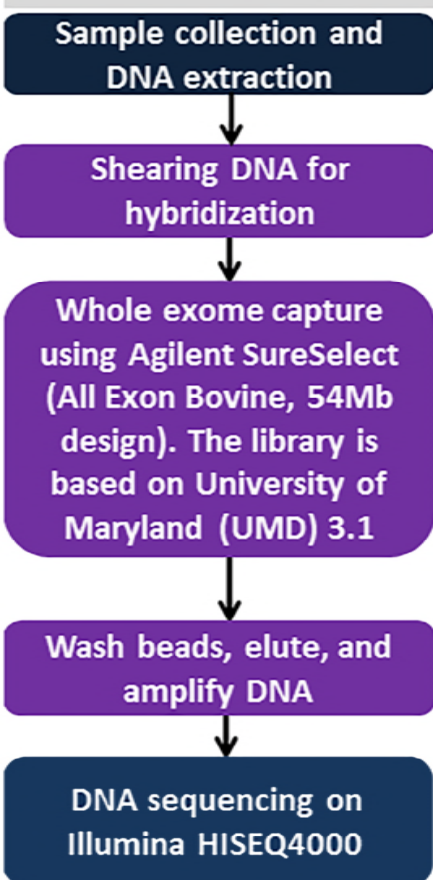 Sample collection and
DNA extraction
Shearing DNA for
hybridization
Whole exome capture
using Agilent SureSelect
(All Exon Bovine, 54Mb
design). The library is
based on University of
Maryland (UMD) 3.1
Wash beads, elute, and
amplify DNA
DNA sequencing on
Illumina HISEQ4000